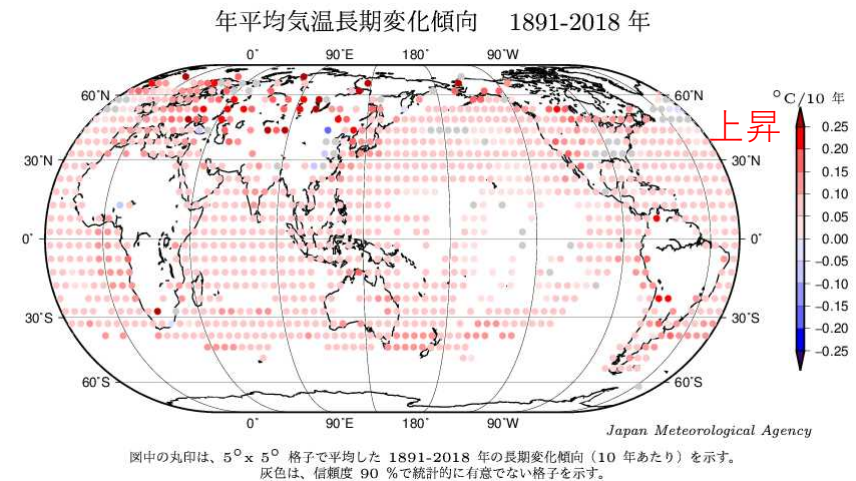 年平均気温長期変化傾向 1891-2018 年
0° 90°E 180° 90°W
°C/10 年
60°N 60°N
上昇
0.25
0.20
30°N 30°N
0.15
0.10
0.05
0° 0°
0.00
−0.05
−0.10
30°S 30°S
−0.15
−0.20
−0.25
60°S 60°S
0° 90°E 180° 90°W
Japan Meteorological Agency
図中の丸印は、5°x 5° 格子で平均した 1891-2018 年の長期変化傾向（10 年あたり）を示す。
灰色は、信頼度 90 %で統計的に有意でない格子を示す。